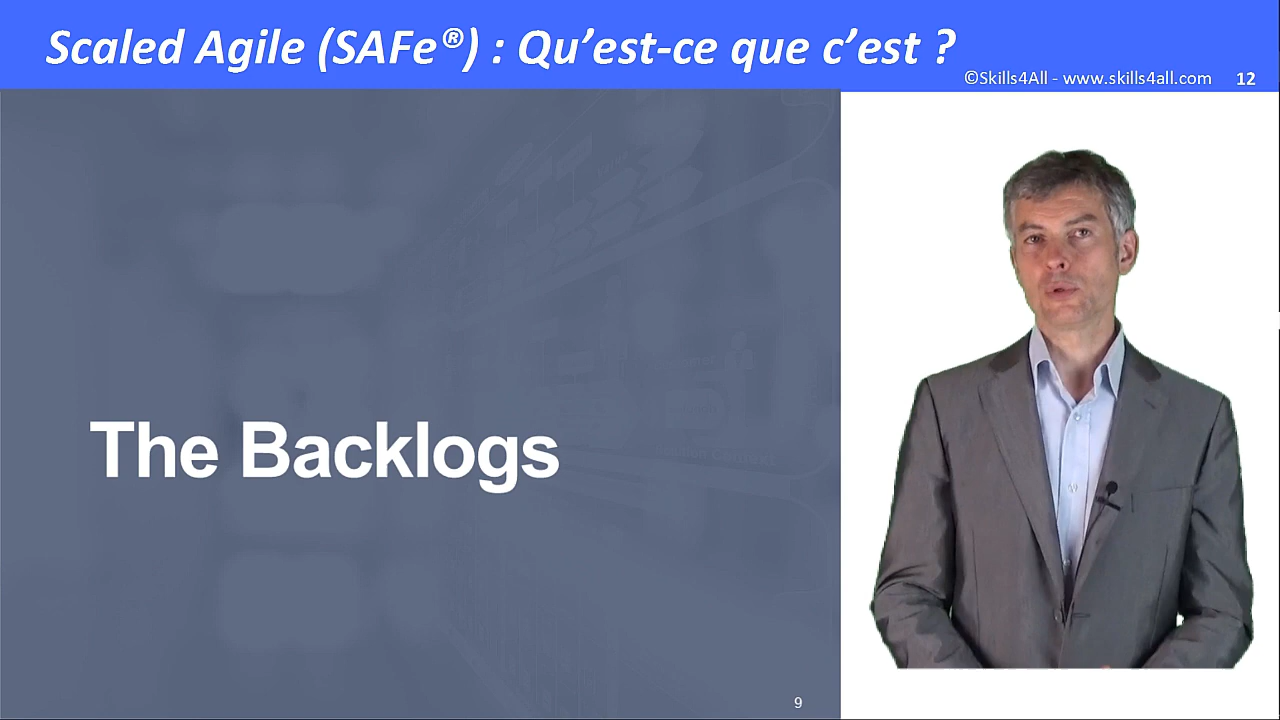 Scaled Agile (SAFe®) : Qu’est-ce que c’est ?
©Skills4All - www.skills4all.com 12
The Backlogs
9